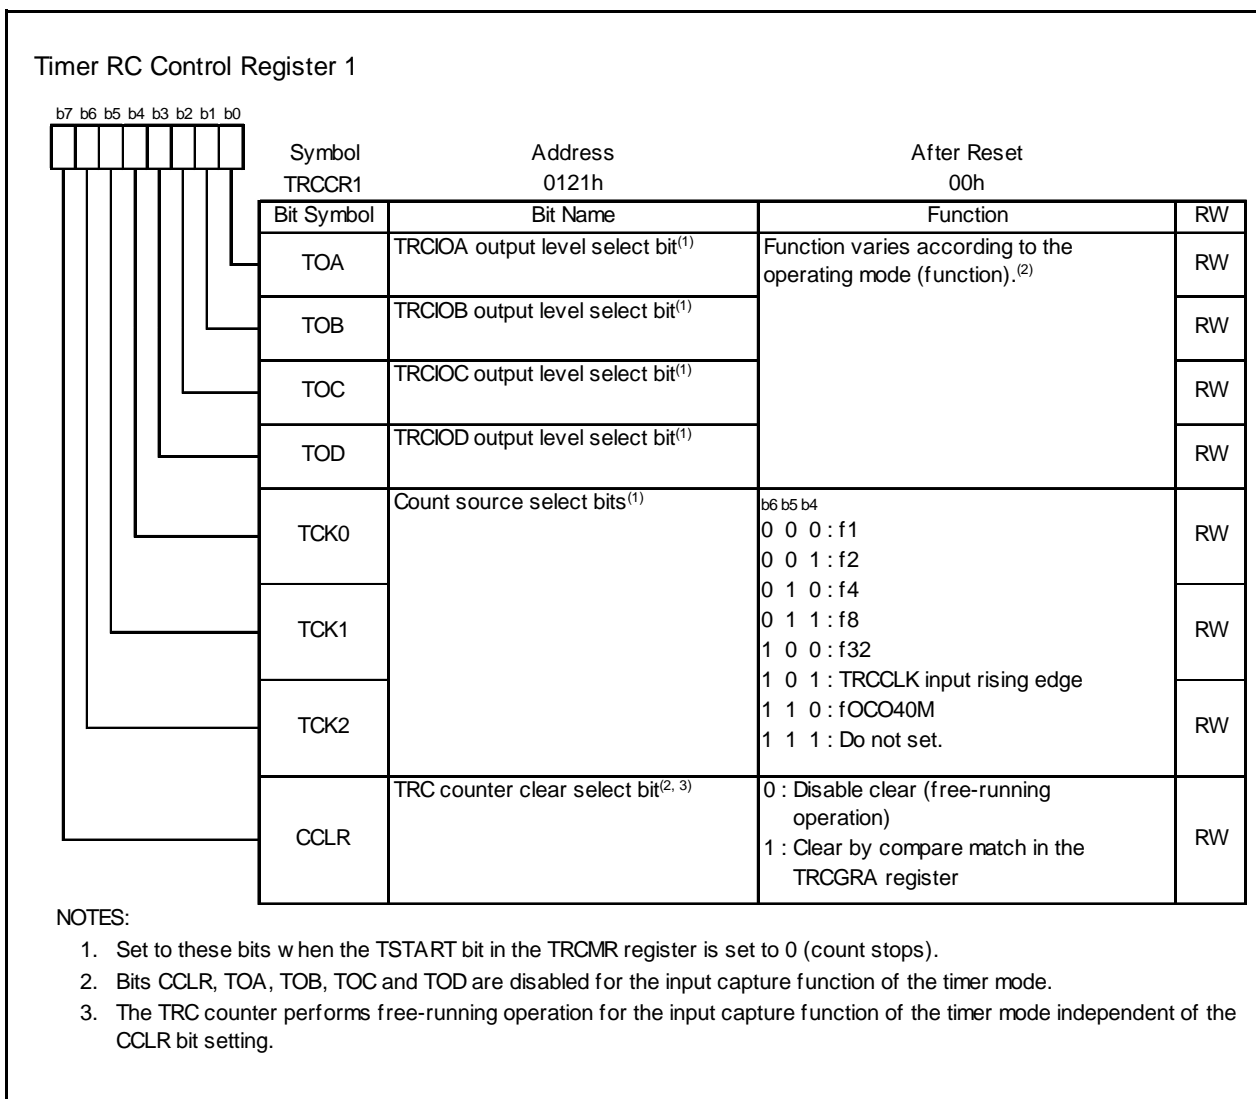 Timer RC Control Register 1
b7 b6 b5 b4 b3 b2 b1 b0
Symbol Address After Reset
TRCCR1 0121h 00h
Bit Symbol Bit Name Function RW
TOA TRCIOA output level select bit(1) Function varies according to the operating mode (function).(2) RW
TOB TRCIOB output level select bit(1) RW
TOC TRCIOC output level select bit(1) RW
TOD TRCIOD output level select bit(1) RW
Count source select bits(1) b6 b5 b4
TCK0 0 0 0 : f1 RW
0 0 1 : f2
0 1 0 : f4
TCK1 0 1 1 : f8 RW
1 0 0 : f32
1 0 1 : TRCCLK input rising edge
TCK2 1 1 0 : fOCO40M RW
1 1 1 : Do not set.
CCLR TRC counter clear select bit(2, 3) 0 : Disable clear (free-running RW
operation)
1 : Clear by compare match in the
TRCGRA register
NOTES:
1. Set to these bits when the TSTART bit in the TRCMR register is set to 0 (count stops).
2. Bits CCLR, TOA, TOB, TOC and TOD are disabled for the input capture function of the timer mode.
3. The TRC counter performs free-running operation for the input capture function of the timer mode independent of the
CCLR bit setting.